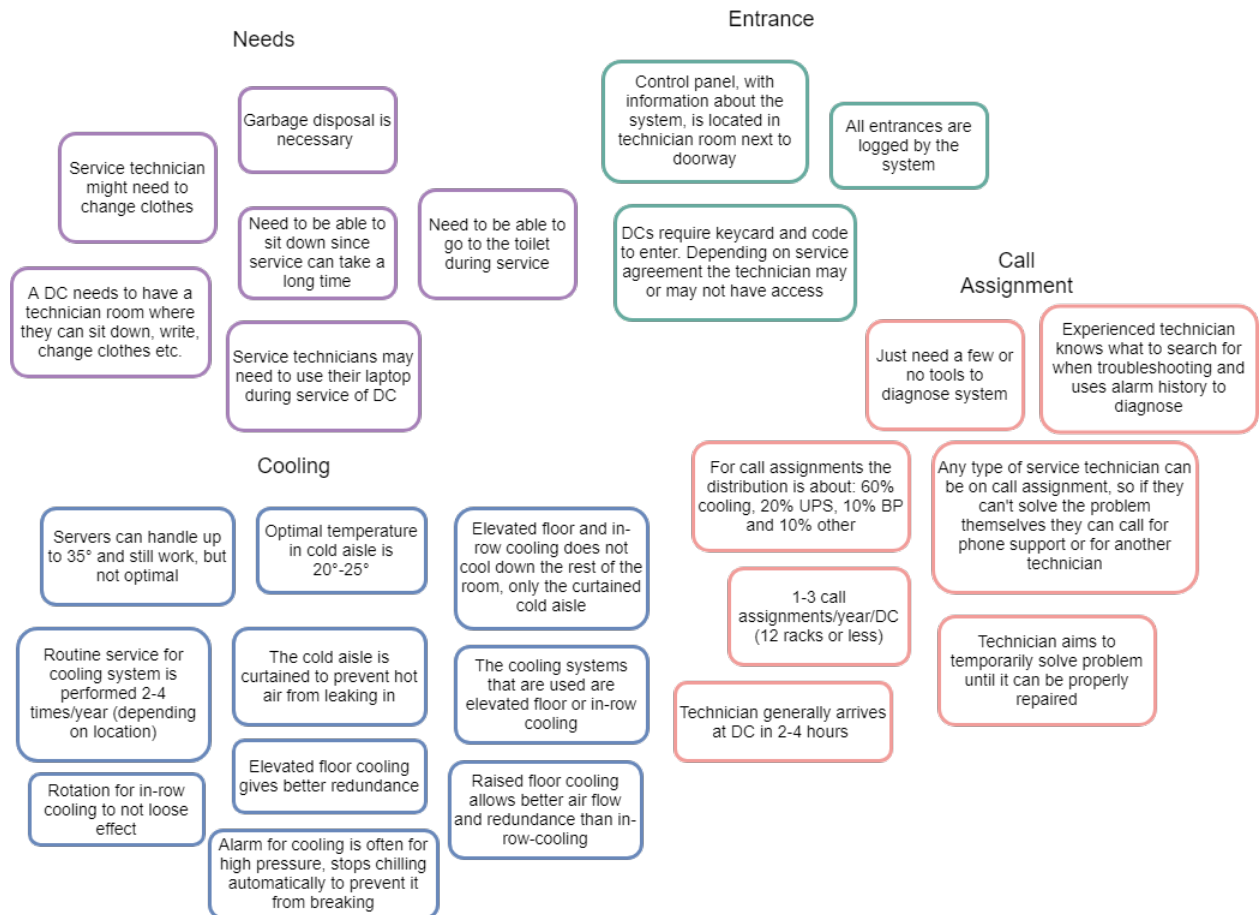 Needs
Garbage disposal is
necessary
Service technician
might need to
change clothes
Need to be able to
sit down since
service can take a
long time
Need to be able to
go to the toilet
during service
A DC needs to have a
technician room where
they can sit down, write,
change clothes etc.
Service technicians may
need to use their laptop
during service of DC
Entrance
Control panel, with
information about the
system, is located in
technician room next to
doorway
All entrances are
logged by the
system
DCs require keycard and code
to enter. Depending on service
agreement the technician may
or may not have access
Call
Assignment
Just need a few or
no tools to
diagnose system
Experienced technician
knows what to search for
when troubleshooting and
uses alarm history to
diagnose
For call assignments the
distribution is about: 60%
cooling, 20% UPS, 10% BP
and 10% other
Any type of service technician can
be on call assignment, so if they
can't solve the problem
themselves they can call for
phone support or for another
technician
1-3 call
assignments/year/DC
(12 racks or less)
Technician aims to
temporarily solve problem
until it can be properly
repaired
Technician generally arrives
at DC in 2-4 hours
Cooling
Servers can handle up
to 35° and still work, but
not optimal
Optimal temperature
in cold aisle is
20°-25°
Elevated floor and in-
row cooling does not
cool down the rest of the
room, only the curtained
cold aisle
Routine service for
cooling system is
performed 2-4
times/year (depending
on location)
The cold aisle is
curtained to prevent hot
air from leaking in
The cooling systems
that are used are
elevated floor or in-row
cooling
Rotation for in-row
cooling to not loose
effect
Elevated floor cooling
gives better redundance
Raised floor cooling
allows better air flow
and redundance than in-
row-cooling
Alarm for cooling is often for
high pressure, stops chilling
automatically to prevent it
from breaking